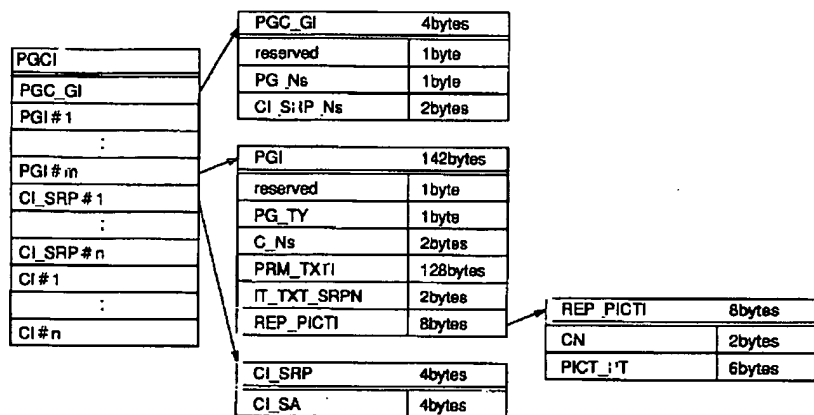 PGCI
PGC_GI
PGI#1
:
PGI#m
CI_SRP#1
:
CI_SRP#n
CI#1
:
CI#n
PGC_GI 4bytes
reserved 1byte
PG_Ns 1byte
CI_SRP_Ns 2bytes
PGI 142bytes
reserved 1byte
PG_TY 1byte
C_Ns 2bytes
PRM_TXTI 128bytes
IT_TXT_SRPN 2bytes
REP_PICTI 8bytes
CI_SRP 4bytes
CI_SA 4bytes
REP_PICTI 8bytes
CN 2bytes
PICT_PT 6bytes